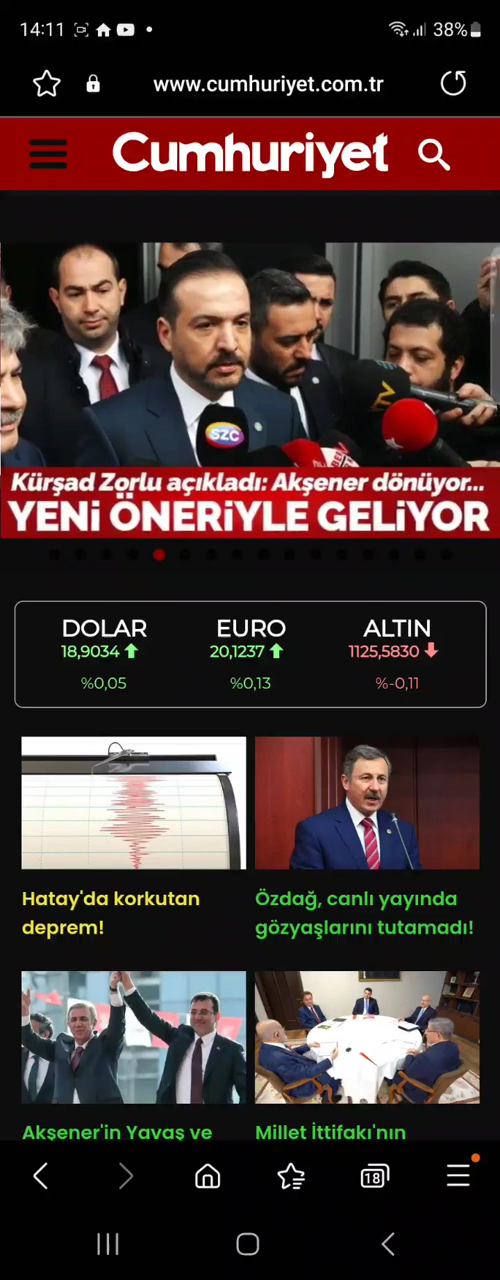 14:11
38%
www.cumhuriyet.com.tr
Cumhuriyet
SZC
TV
Kürşad Zorlu açıkladı: Akşener dönüyor...
YENİ ÖNERİYLE GELİYOR
DOLAR EURO ALTIN
18,9034 20,1237 1125,5830
%0,05 %0,13 %-0,11
Hatay'da korkutan
deprem!
Özdağ, canlı yayında
gözyaşlarını tutamadı!
Akşener'in Yavaş ve
Millet İttifakı'nın
18